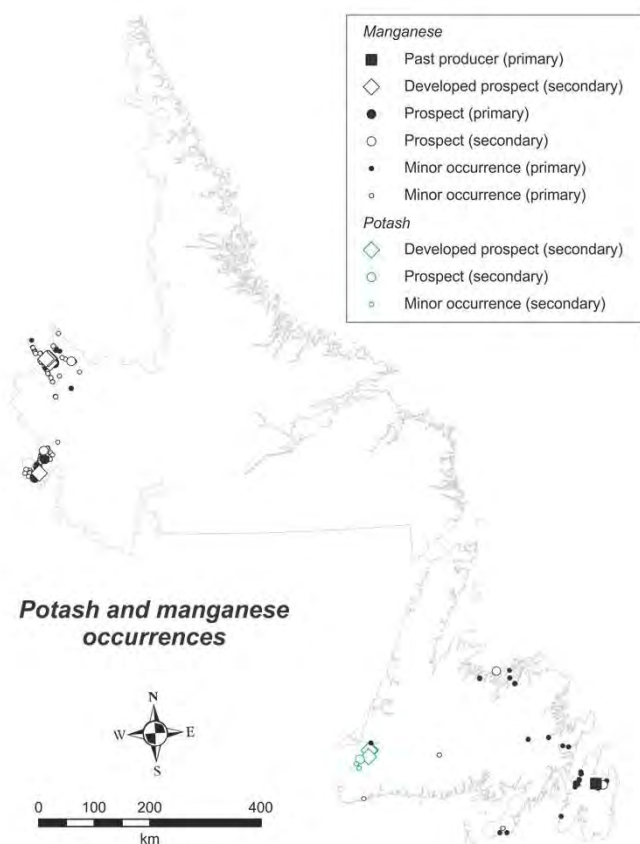 Manganese
Past producer (primary)
Developed prospect (secondary)
Prospect (primary)
Prospect (secondary)
Minor occurrence (primary)
Minor occurrence (primary)
Potash
Developed prospect (secondary)
Prospect (secondary)
Minor occurrence (secondary)
Potash and manganese
occurrences
N
W E
S
0 100 200 400
km